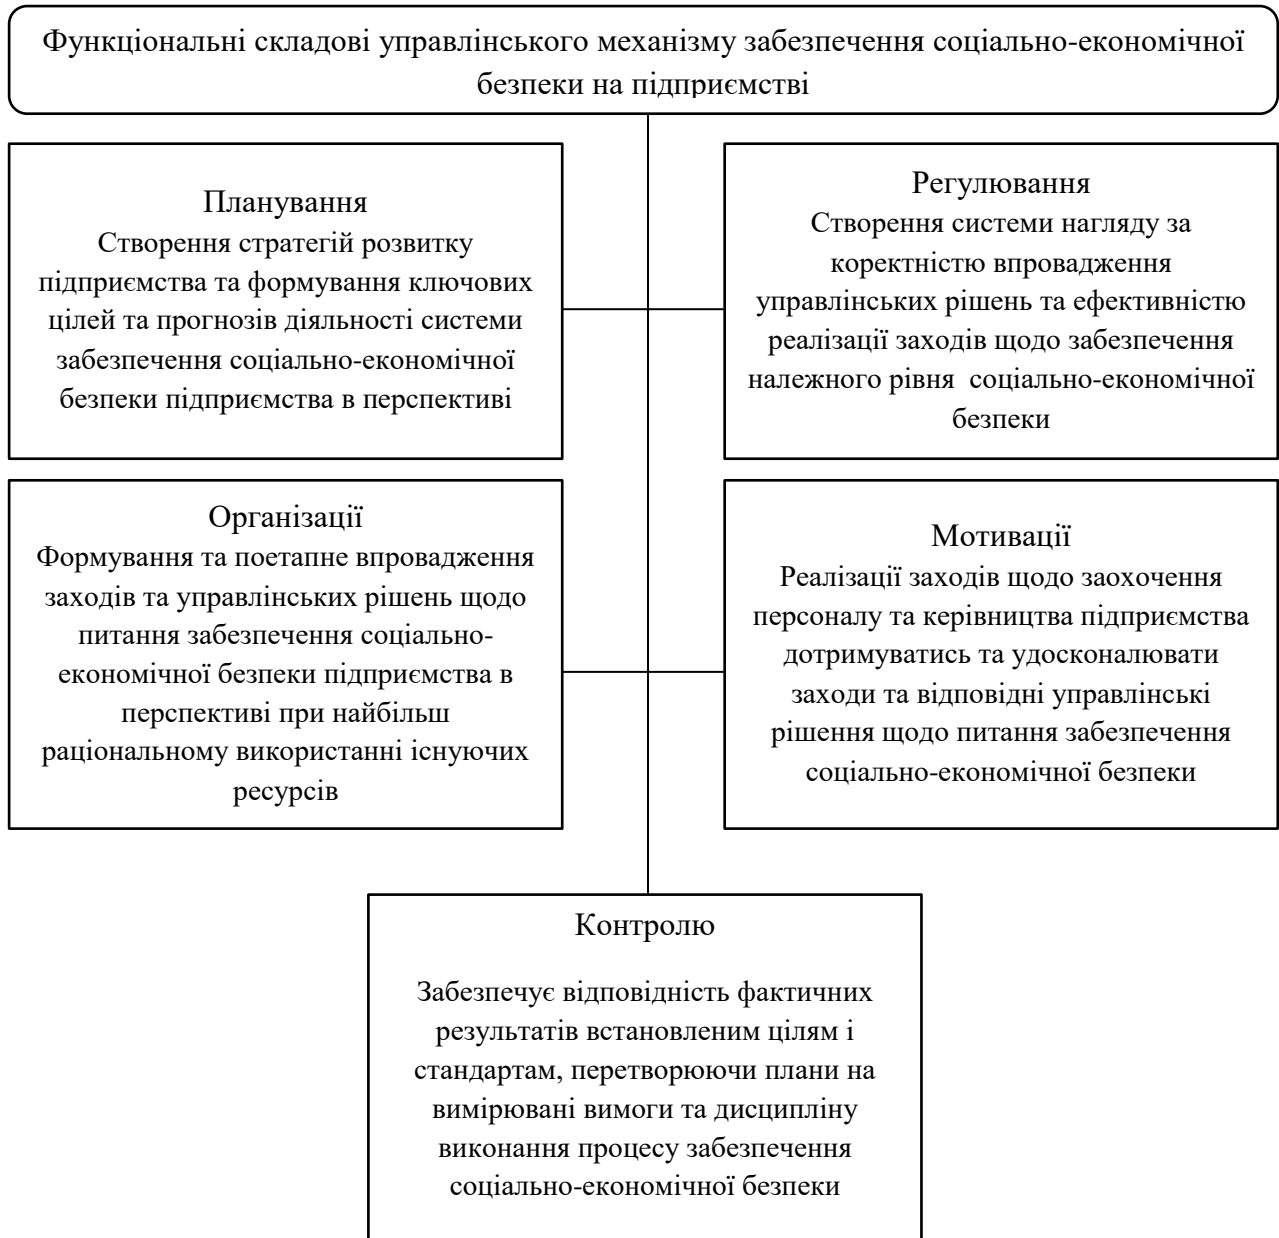 Функціональні складові управлінського механізму забезпечення соціально-економічної
безпеки на підприємстві
Планування
Створення стратегій розвитку
підприємства та формування ключових
цілей та прогнозів діяльності системи
забезпечення соціально-економічної
безпеки підприємства в перспективі
Регулювання
Створення системи нагляду за
коректністю впровадження
управлінських рішень та ефективністю
реалізації заходів щодо забезпечення
належного рівня  соціально-економічної
безпеки
Організації
Формування та поетапне впровадження
заходів та управлінських рішень щодо
питання забезпечення соціально-
економічної безпеки підприємства в
перспективі при найбільш
раціональному використанні існуючих
ресурсів
Мотивації
Реалізації заходів щодо заохочення
персоналу та керівництва підприємства
дотримуватись та удосконалювати
заходи та відповідні управлінські
рішення щодо питання забезпечення
соціально-економічної безпеки
Контролю
Забезпечує відповідність фактичних
результатів встановленим цілям і
стандартам, перетворюючи плани на
вимірювані вимоги та дисципліну
виконання процесу забезпечення
соціально-економічної безпеки